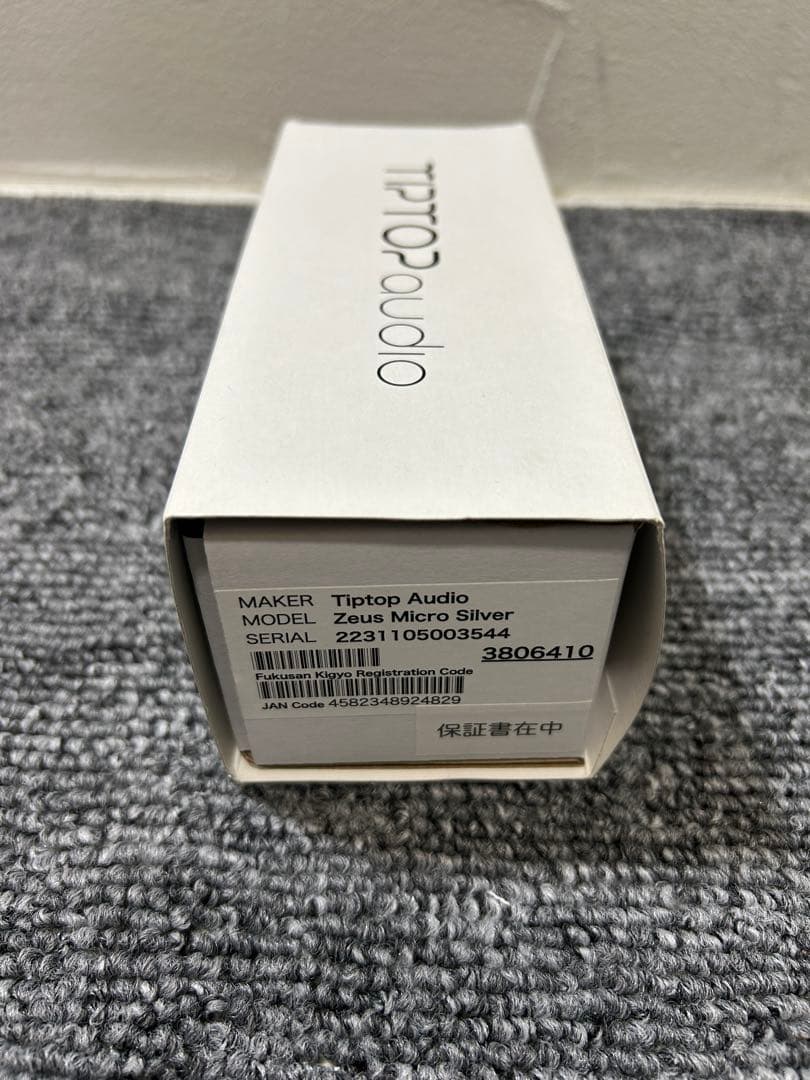 TIPTOPaudio
MAKER Tiptop Audio
MODEL Zeus Micro Silver
SERIAL 2231105003544
3806410
Fukusan Kigyo Registration Code
JAN Code 4582348924829
保証書在中